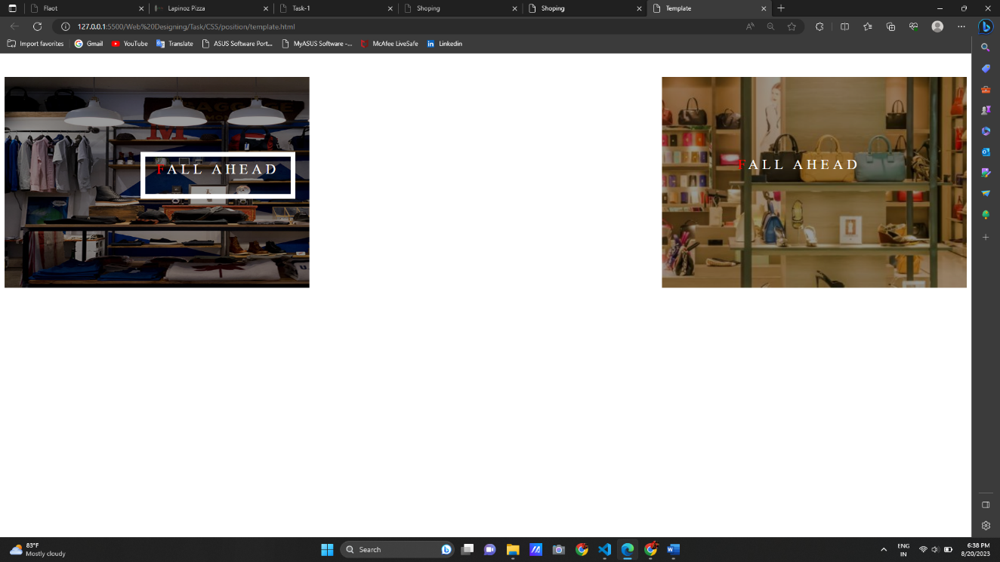 Flaot
Lapinoz Pizza
Task-1
Shoping
Shoping
Template
127.0.0.1:5500/Web%20Designing/Task/CSS/position/template.html
Import favorites
Gmail
YouTube
Translate
ASUS Software Port...
MyASUS Software -...
McAfee LiveSafe
Linkedin
FALL AHEAD
FALL AHEAD
83°F
Mostly cloudy
Search
ENG
IN
6:38 PM
8/20/2023